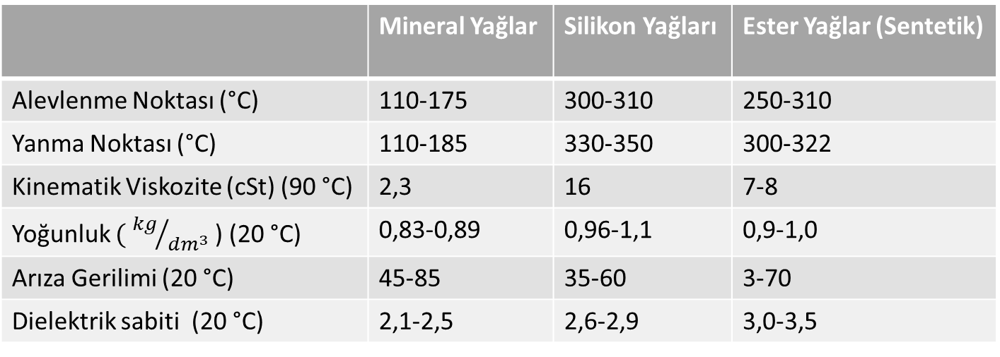 Mineral Yağlar Silikon Yağları Ester Yağlar (Sentetik)
Alevlenme Noktası (°C) 110-175 300-310 250-310
Yanma Noktası (°C) 110-185 330-350 300-322
Kinematik Viskozite (cSt) (90 °C) 2,3 16 7-8
Yoğunluk ( kg/dm³ ) (20 °C) 0,83-0,89 0,96-1,1 0,9-1,0
Arıza Gerilimi (20 °C) 45-85 35-60 3-70
Dielektrik sabiti (20 °C) 2,1-2,5 2,6-2,9 3,0-3,5